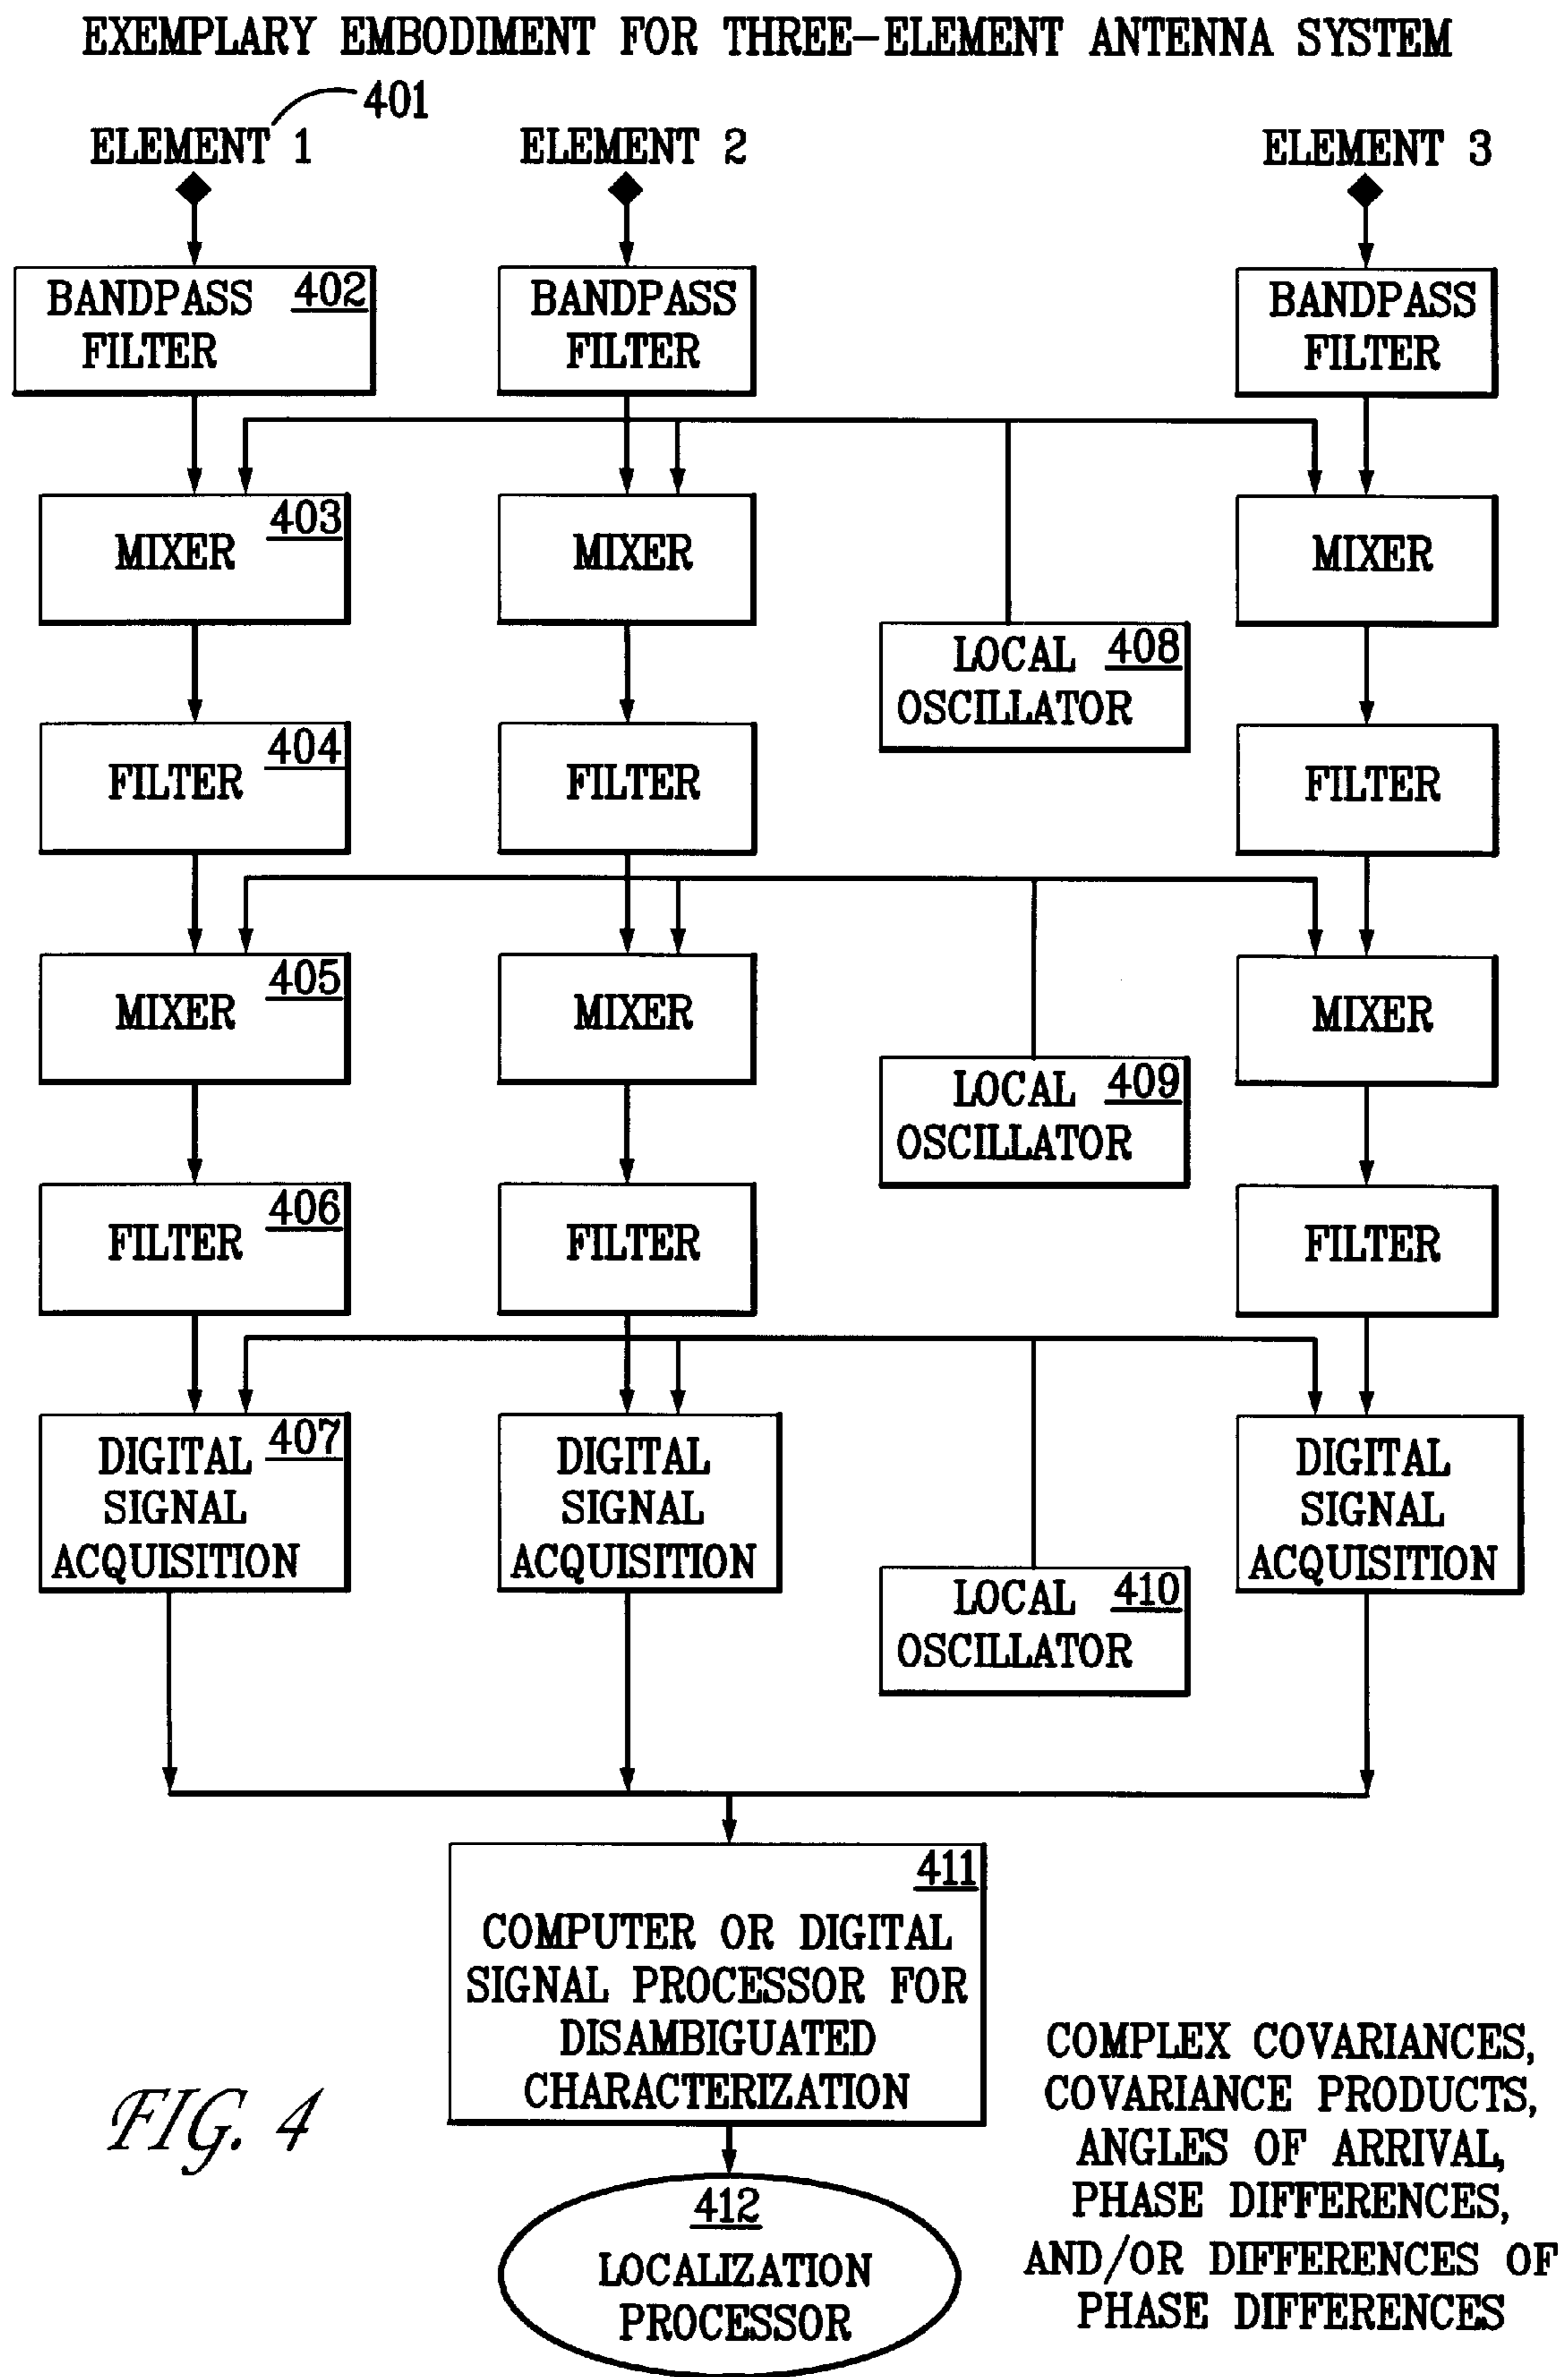 EXEMPLARY EMBODIMENT FOR THREE-ELEMENT ANTENNA SYSTEM
401
ELEMENT 1
ELEMENT 2
ELEMENT 3
BANDPASS 402
FILTER
BANDPASS
FILTER
BANDPASS
FILTER
403
MIXER
MIXER
MIXER
LOCAL 408
OSCILLATOR
404
FILTER
FILTER
FILTER
405
MIXER
MIXER
MIXER
LOCAL 409
OSCILLATOR
406
FILTER
FILTER
FILTER
DIGITAL 407
SIGNAL
ACQUISITION
DIGITAL
SIGNAL
ACQUISITION
DIGITAL
SIGNAL
ACQUISITION
LOCAL 410
OSCILLATOR
411
COMPUTER OR DIGITAL
SIGNAL PROCESSOR FOR
DISAMBIGUATED
CHARACTERIZATION
COMPLEX COVARIANCES,
COVARIANCE PRODUCTS,
ANGLES OF ARRIVAL,
PHASE DIFFERENCES,
AND/OR DIFFERENCES OF
PHASE DIFFERENCES
FIG. 4
412
LOCALIZATION
PROCESSOR